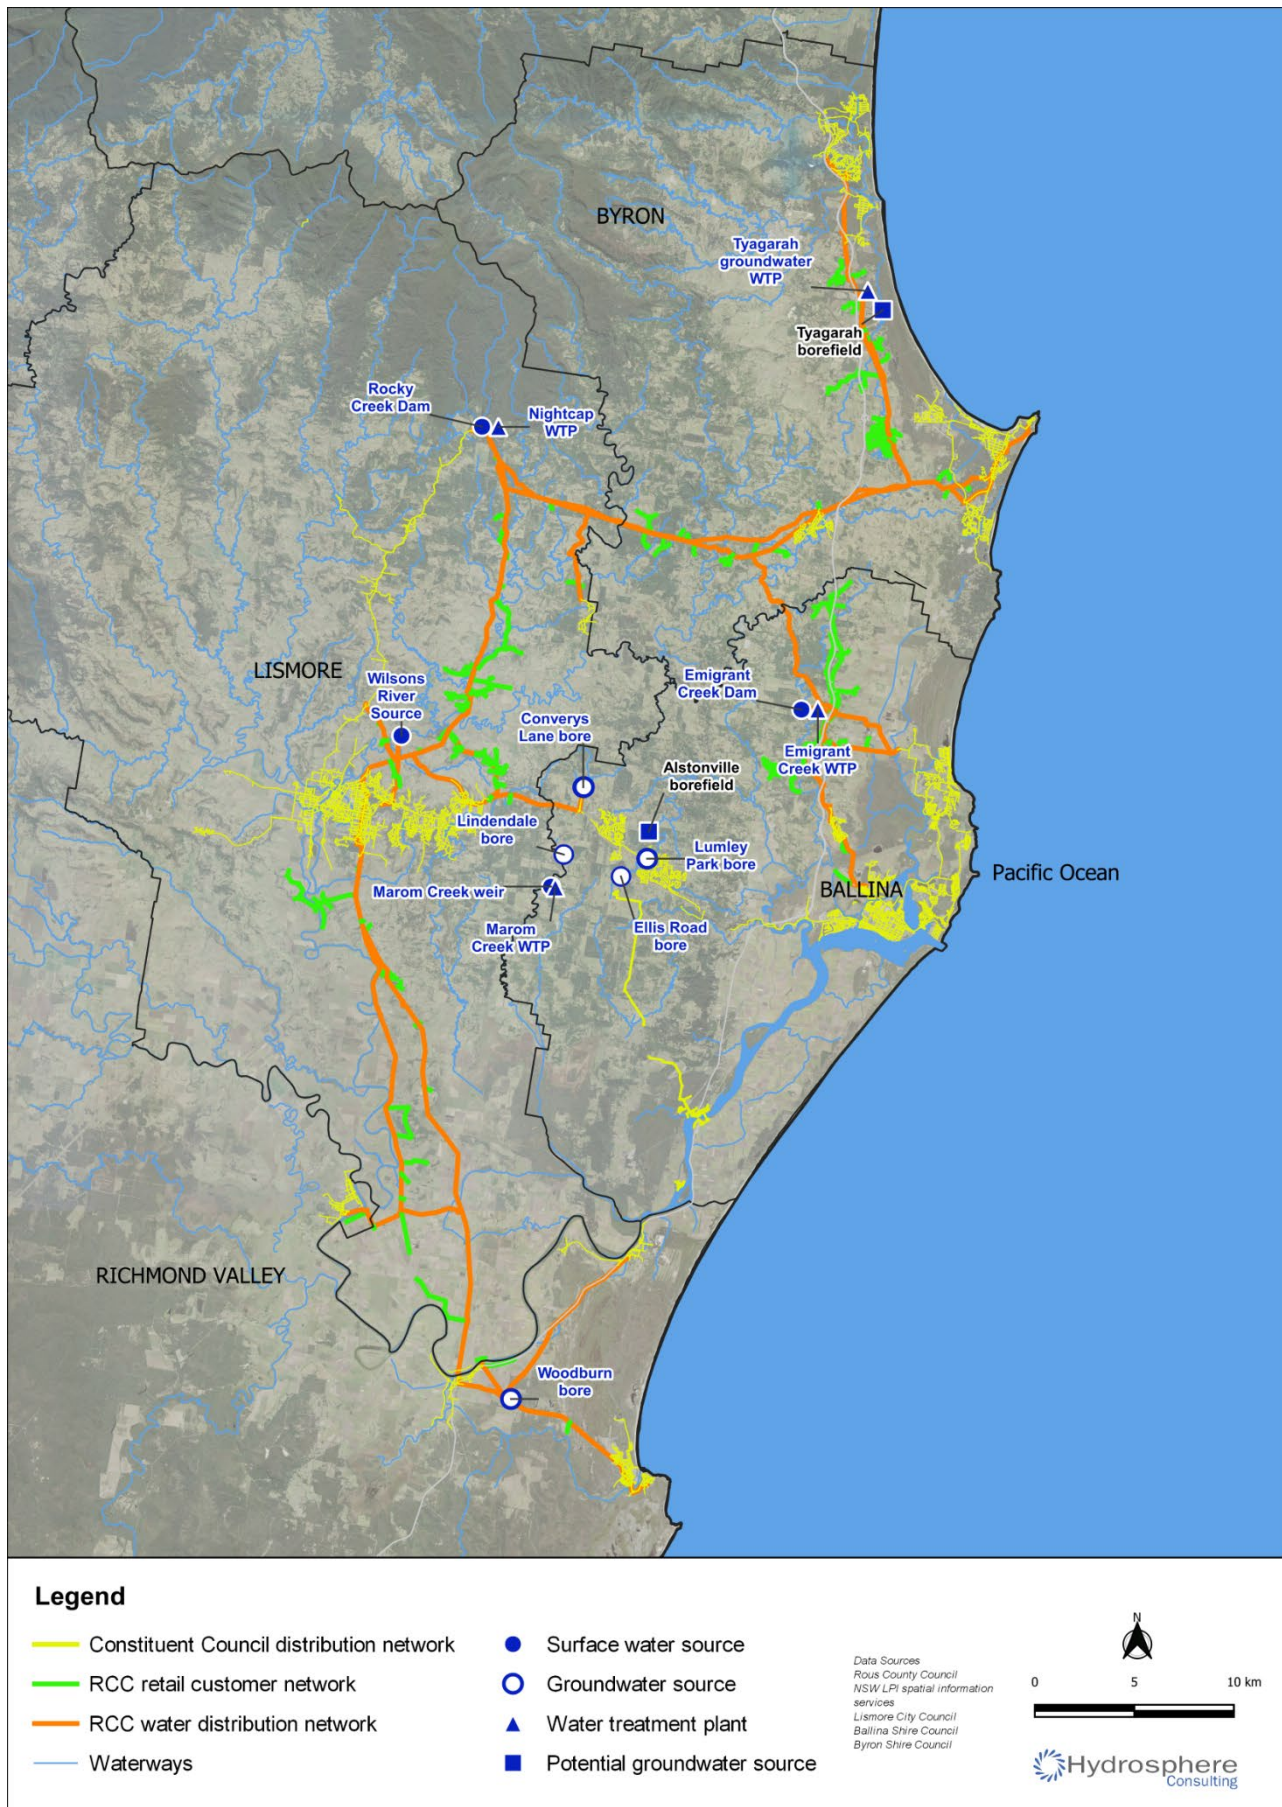 BYRON
Tyagarah
groundwater
WTP
Tyagarah
borefield
Rocky
Creek Dam
Nightcap
WTP
LISMORE
Wilsons
River
Source
Converys
Lane bore
Emigrant
Creek Dam
Emigrant
Creek WTP
Alstonville
borefield
Lindendale
bore
Lumley
Park bore
Marom Creek weir
BALLINA
Pacific Ocean
Marom
Creek WTP
Ellis Road
bore
RICHMOND VALLEY
Woodburn
bore
Legend
Constituent Council distribution network
RCC retail customer network
RCC water distribution network
Waterways
Surface water source
Groundwater source
Water treatment plant
Potential groundwater source
Data Sources
Rous County Council
NSW LPI spatial information
services
Lismore City Council
Ballina Shire Council
Byron Shire Council
N
0 5 10 km
Hydrosphere
Consulting